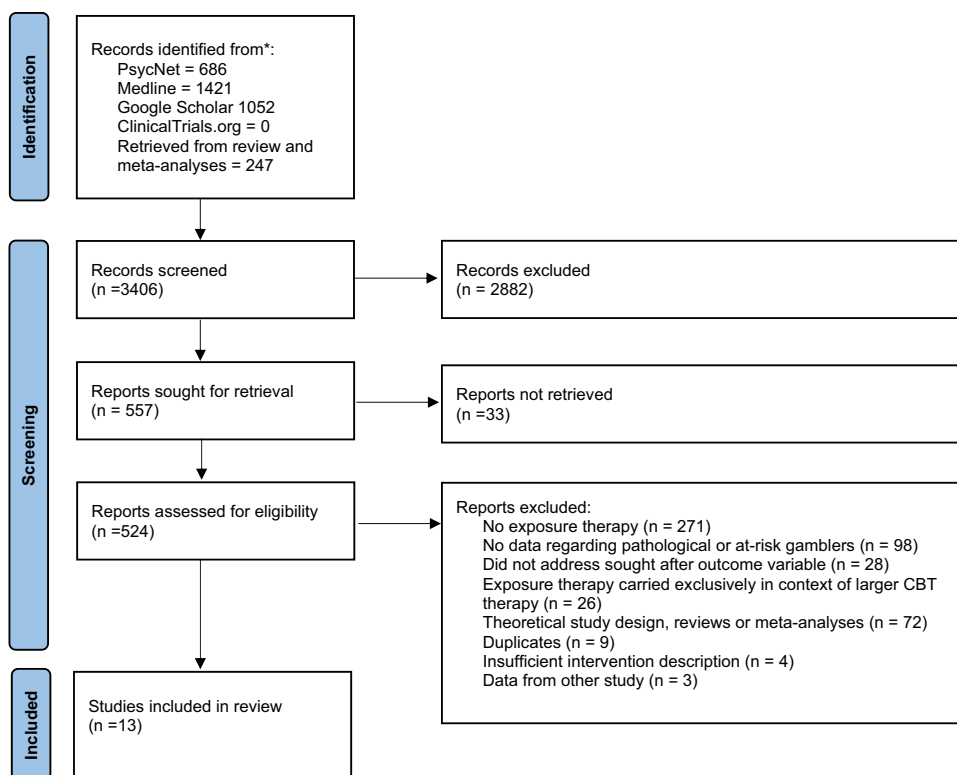 Identification
Records identified from*:
PsycNet = 686
Medline = 1421
Google Scholar 1052
ClinicalTrials.org = 0
Retrieved from review and
meta-analyses = 247
Screening
Records screened
(n =3406)
Records excluded
(n = 2882)
Reports sought for retrieval
(n = 557)
Reports not retrieved
(n =33)
Reports assessed for eligibility
(n =524)
Reports excluded:
No exposure therapy (n = 271)
No data regarding pathological or at-risk gamblers (n = 98)
Did not address sought after outcome variable (n = 28)
Exposure therapy carried exclusively in context of larger CBT
therapy (n = 26)
Theoretical study design, reviews or meta-analyses (n = 72)
Duplicates (n = 9)
Insufficient intervention description (n = 4)
Data from other study (n = 3)
Included
Studies included in review
(n =13)